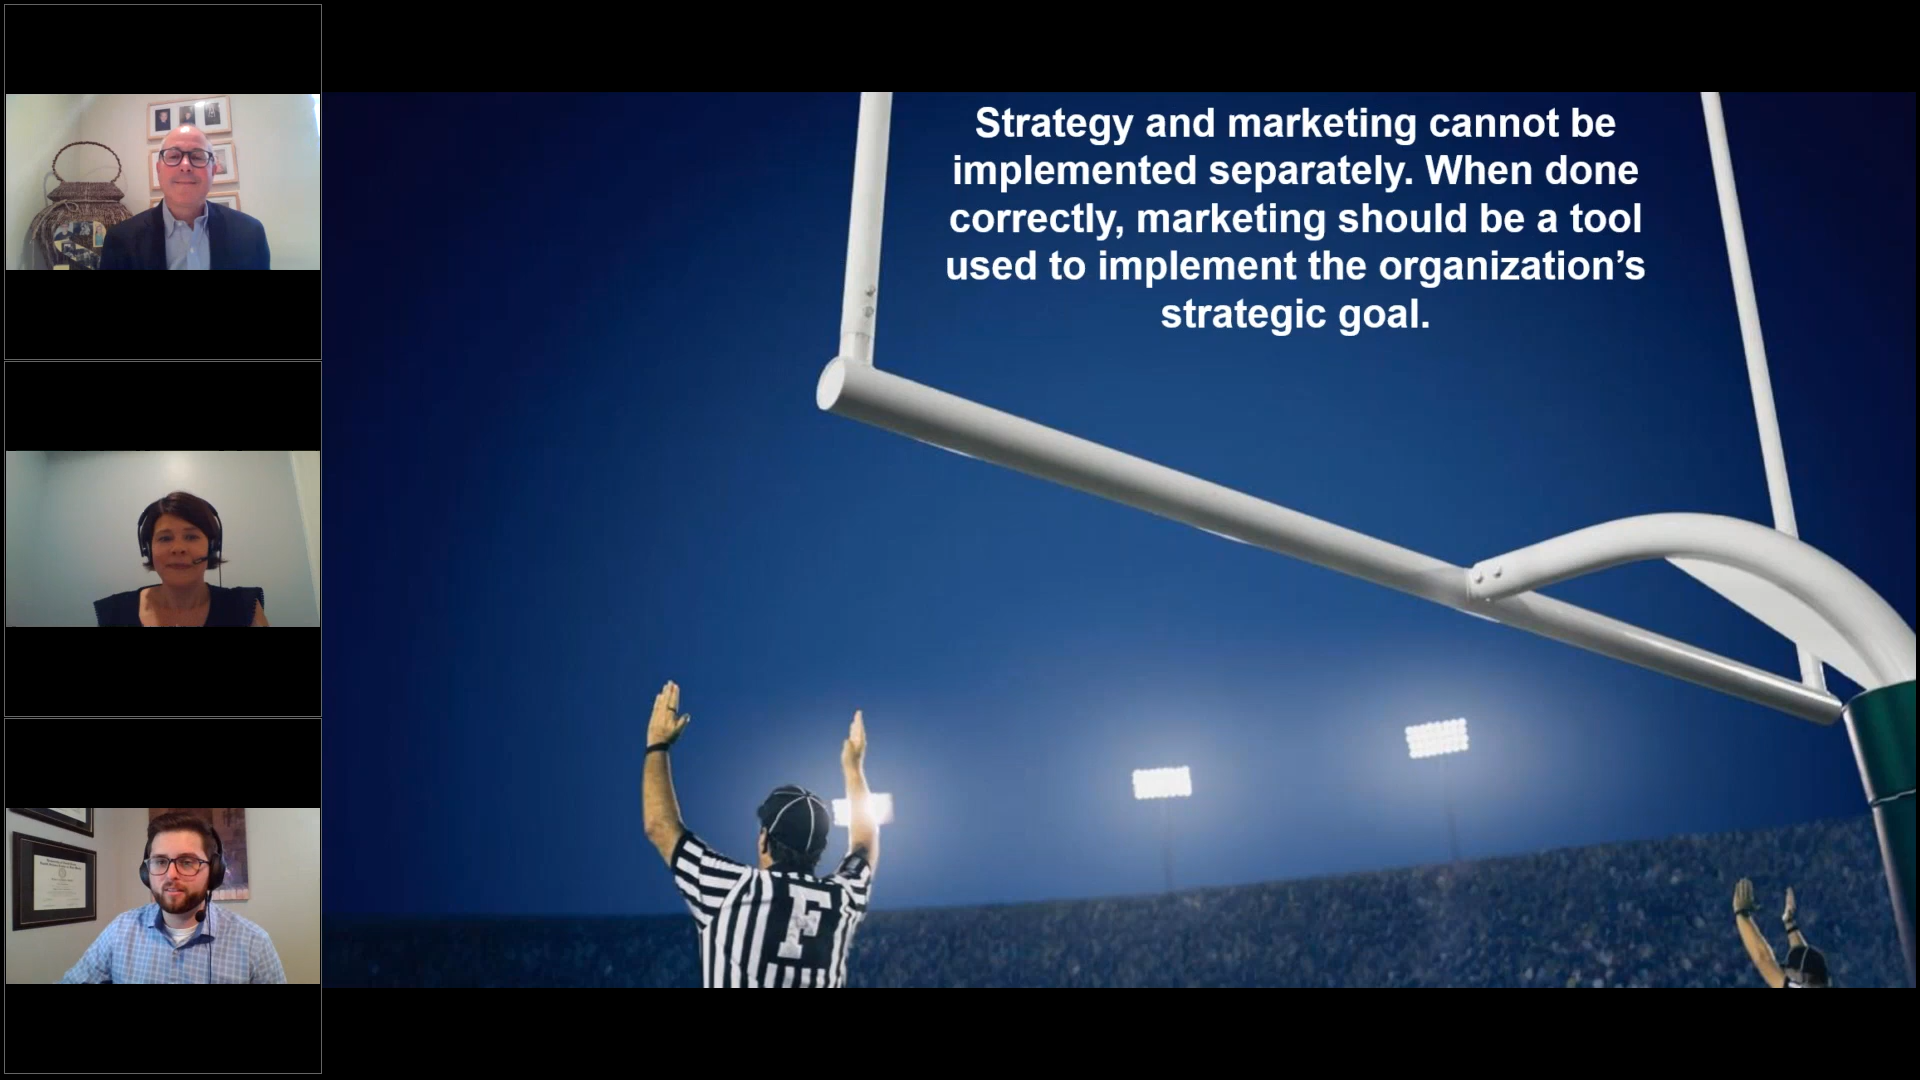 Strategy and marketing cannot be
implemented separately. When done
correctly, marketing should be a tool
used to implement the organization’s
strategic goal.
F